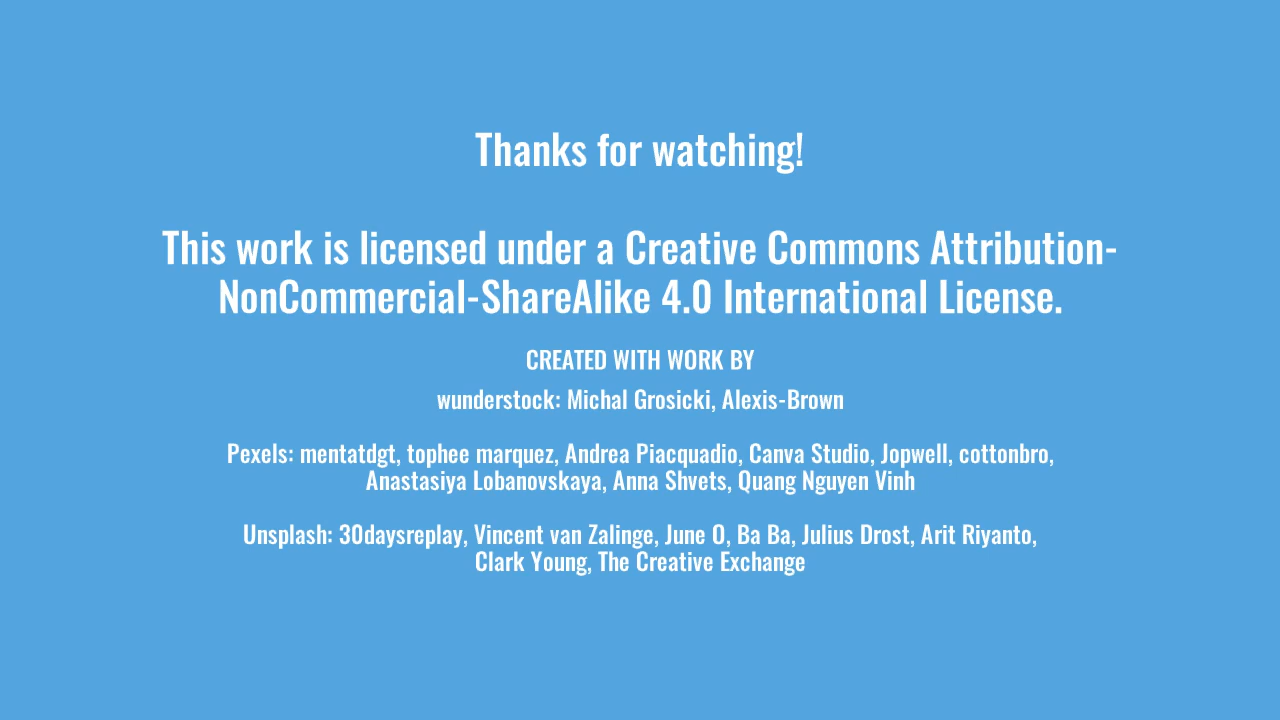 Thanks for watching!
This work is licensed under a Creative Commons Attribution-
NonCommercial-ShareAlike 4.0 International License.
CREATED WITH WORK BY
wunderstock: Michal Grosicki, Alexis-Brown
Pexels: mentatdgt, tophee marquez, Andrea Piacquadio, Canva Studio, Jopwell, cottonbro,
Anastasiya Lobanovskaya, Anna Shvets, Quang Nguyen Vinh
Unsplash: 30daysreplay, Vincent van Zalinge, June O, Ba Ba, Julius Drost, Arit Riyanto,
Clark Young, The Creative Exchange